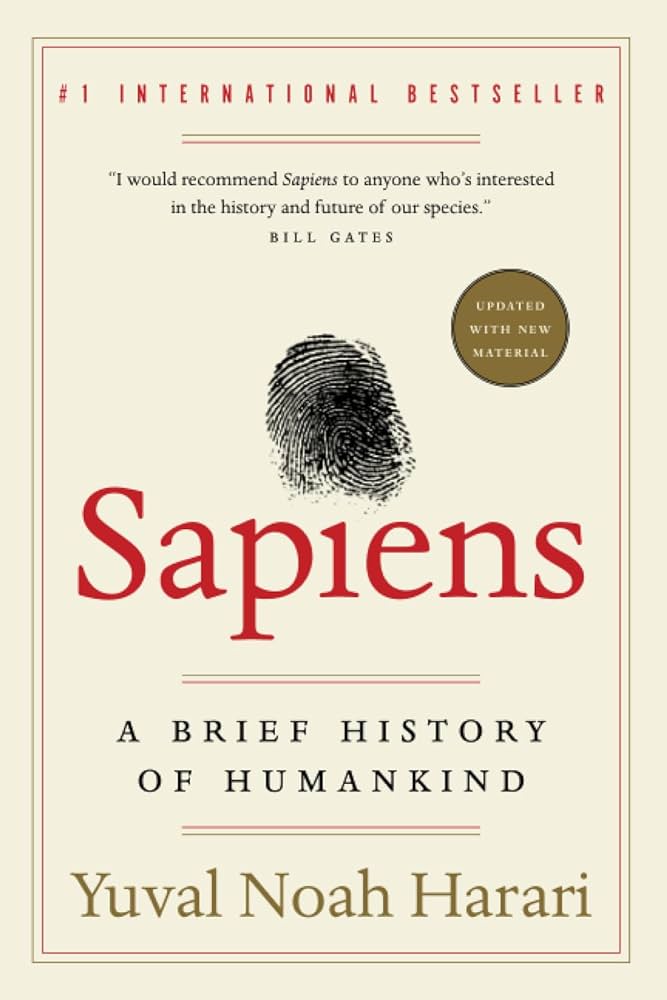 #1 INTERNATIONAL BESTSELLER
“I would recommend Sapiens to anyone who’s interested
in the history and future of our species.”
BILL GATES
UPDATED
WITH NEW
MATERIAL
Sapiens
A BRIEF HISTORY
OF HUMANKIND
Yuval Noah Harari